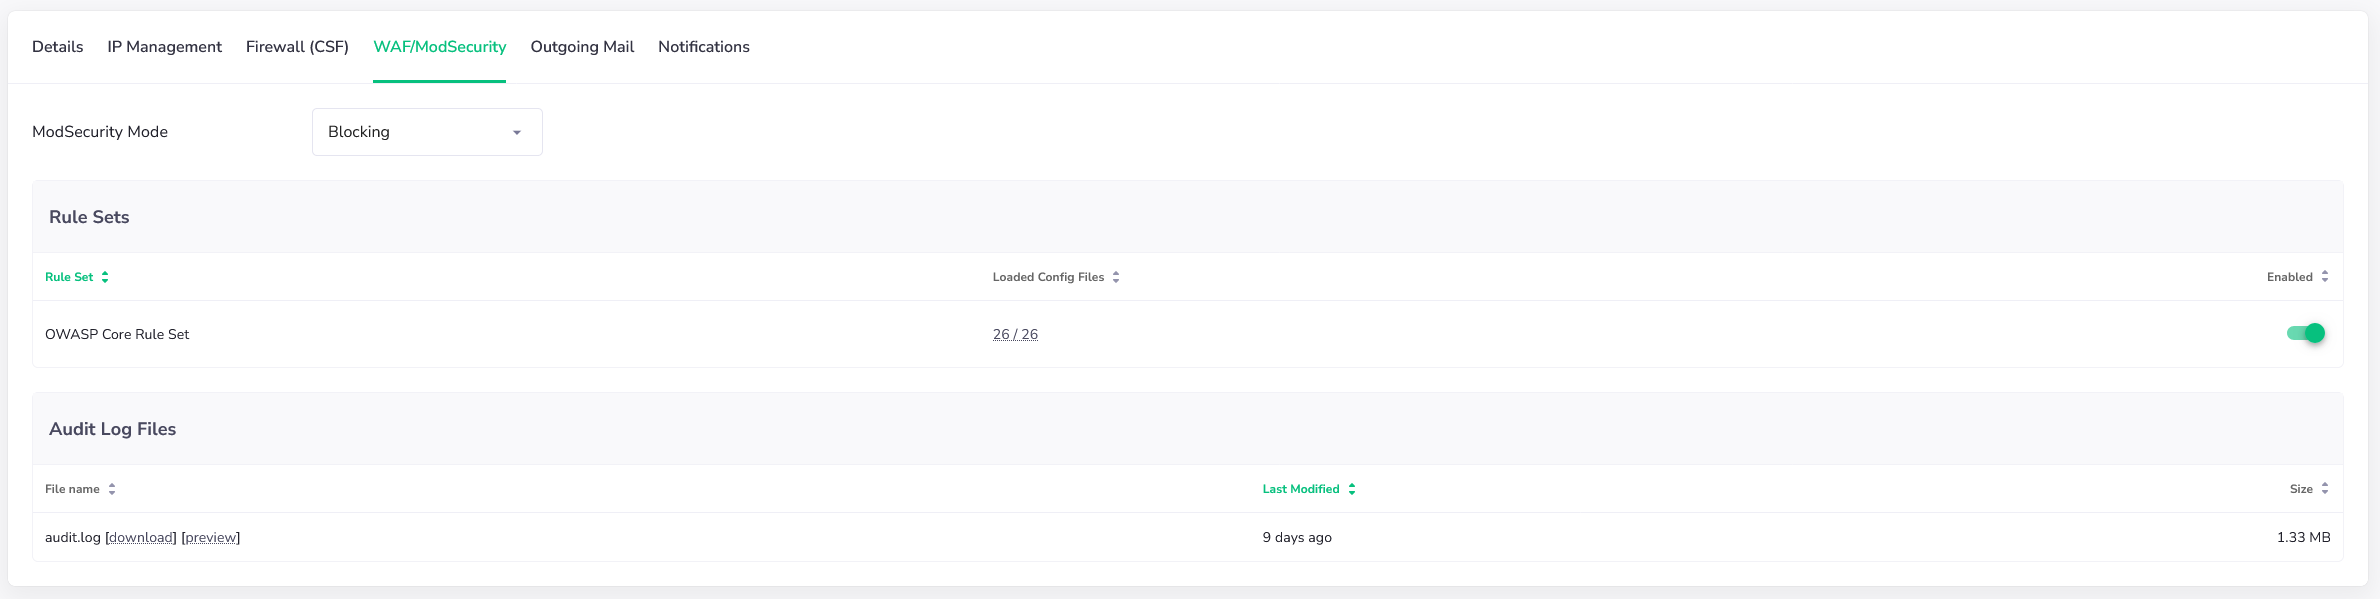 Details IP Management Firewall (CSF) WAF/ModSecurity Outgoing Mail Notifications
ModSecurity Mode Blocking
Rule Sets
Rule Set Loaded Config Files Enabled
OWASP Core Rule Set 26 / 26
Audit Log Files
File name Last Modified Size
audit.log [download] [preview] 9 days ago 1.33 MB